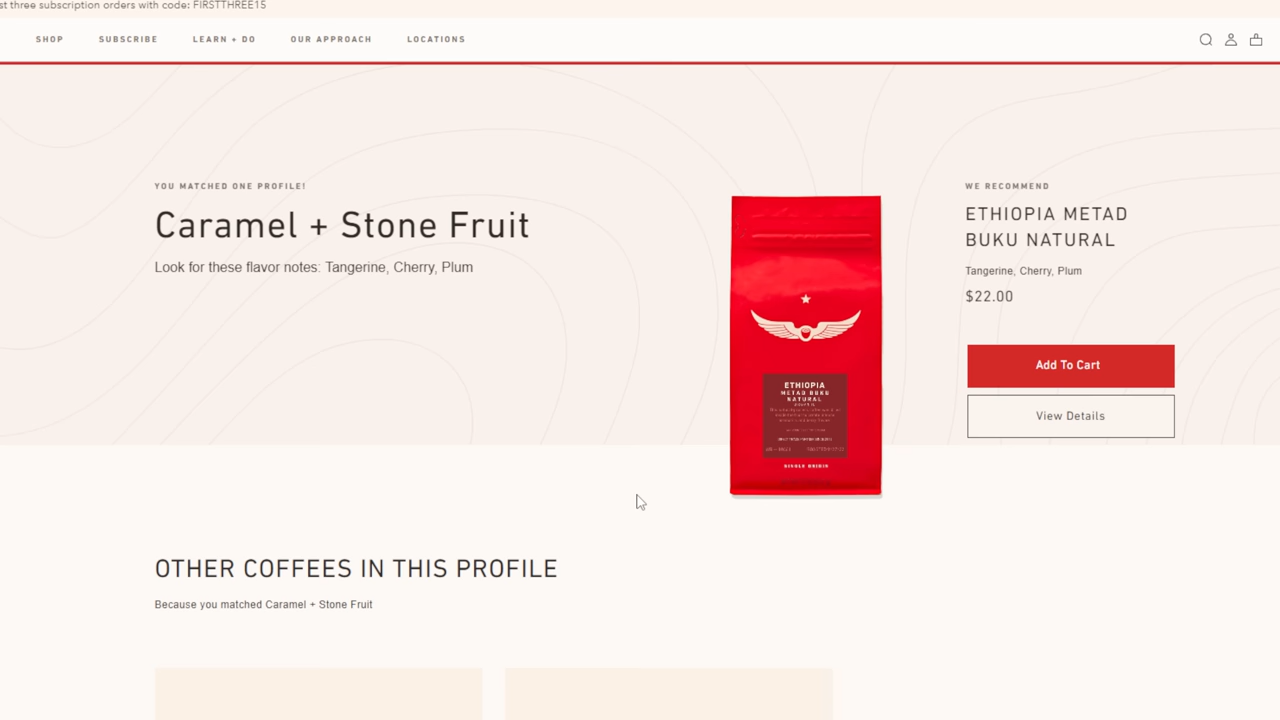 st three subscription orders with code: FIRSTTHREE15
SHOP SUBSCRIBE LEARN + DO OUR APPROACH LOCATIONS
YOU MATCHED ONE PROFILE!
Caramel + Stone Fruit
Look for these flavor notes: Tangerine, Cherry, Plum
ETHIOPIA
METAD BUKU
NATURAL
SINGLE ORIGIN
WE RECOMMEND
ETHIOPIA METAD
BUKU NATURAL
Tangerine, Cherry, Plum
$22.00
Add To Cart
View Details
OTHER COFFEES IN THIS PROFILE
Because you matched Caramel + Stone Fruit